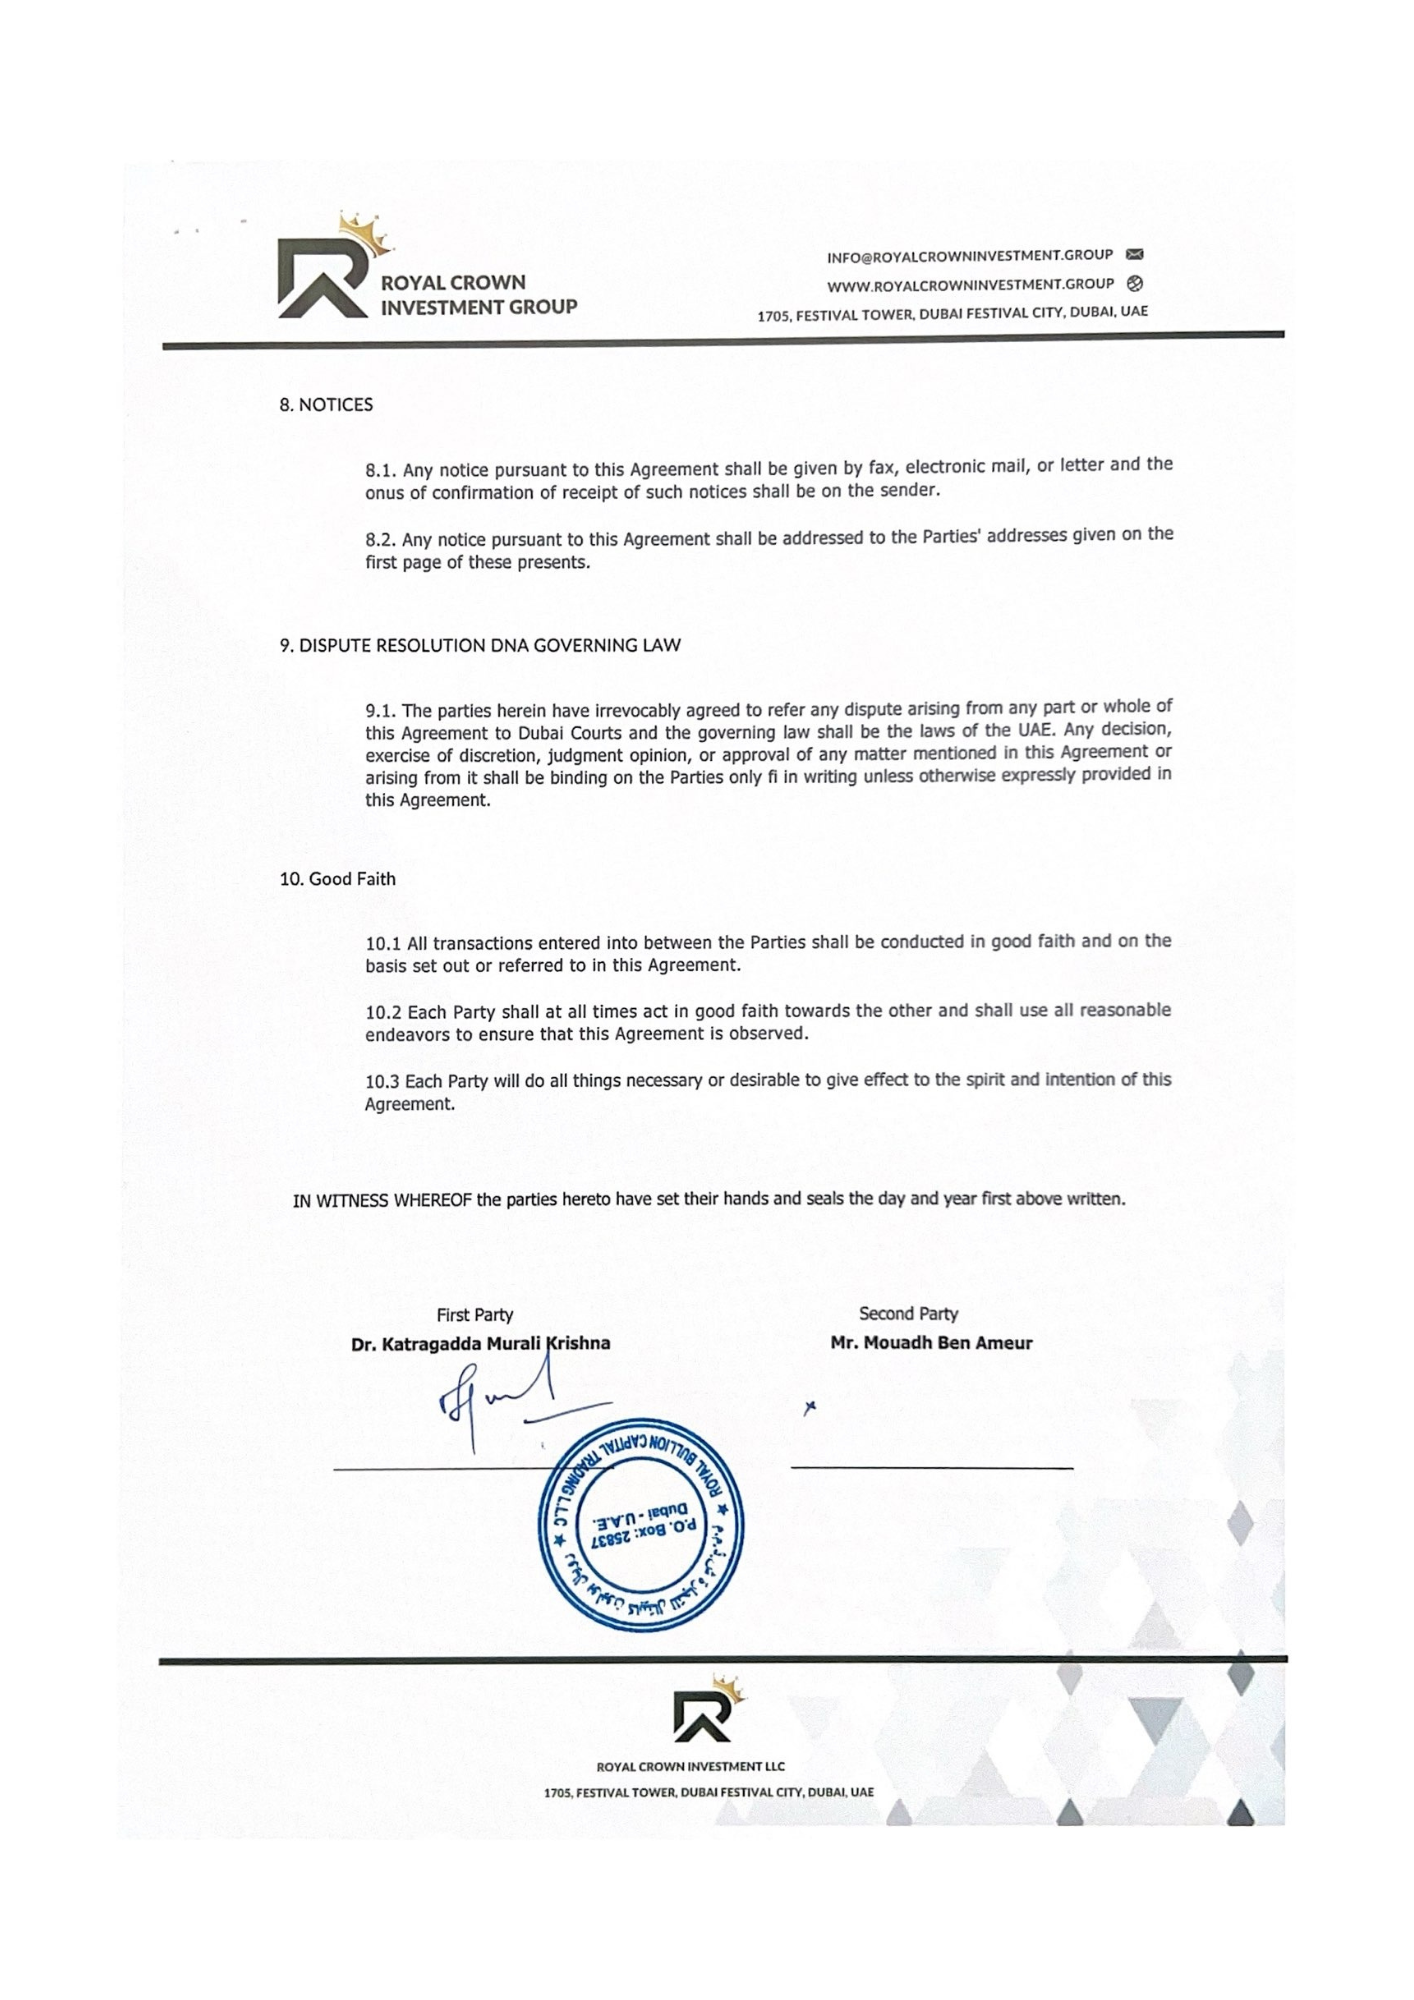 ROYAL CROWN
INVESTMENT GROUP
INFO@ROYALCROWNINVESTMENT.GROUP
WWW.ROYALCROWNINVESTMENT.GROUP
1705, FESTIVAL TOWER, DUBAI FESTIVAL CITY, DUBAI, UAE
8. NOTICES
8.1. Any notice pursuant to this Agreement shall be given by fax, electronic mail, or letter and the
onus of confirmation of receipt of such notices shall be on the sender.
8.2. Any notice pursuant to this Agreement shall be addressed to the Parties' addresses given on the
first page of these presents.
9. DISPUTE RESOLUTION DNA GOVERNING LAW
9.1. The parties herein have irrevocably agreed to refer any dispute arising from any part or whole of
this Agreement to Dubai Courts and the governing law shall be the laws of the UAE. Any decision,
exercise of discretion, judgment opinion, or approval of any matter mentioned in this Agreement or
arising from it shall be binding on the Parties only fi in writing unless otherwise expressly provided in
this Agreement.
10. Good Faith
10.1 All transactions entered into between the Parties shall be conducted in good faith and on the
basis set out or referred to in this Agreement.
10.2 Each Party shall at all times act in good faith towards the other and shall use all reasonable
endeavors to ensure that this Agreement is observed.
10.3 Each Party will do all things necessary or desirable to give effect to the spirit and intention of this
Agreement.
IN WITNESS WHEREOF the parties hereto have set their hands and seals the day and year first above written.
First Party
Dr. Katragadda Murali Krishna
Second Party
Mr. Mouadh Ben Ameur
x
ROYAL BULLION CAPITAL TRADING L.L.C
رويال بوليون كابيتال للتجارة ش.ذ.م.م
P.O. Box: 25837
Dubai - U.A.E.
ROYAL CROWN INVESTMENT LLC
1705, FESTIVAL TOWER, DUBAI FESTIVAL CITY, DUBAI, UAE